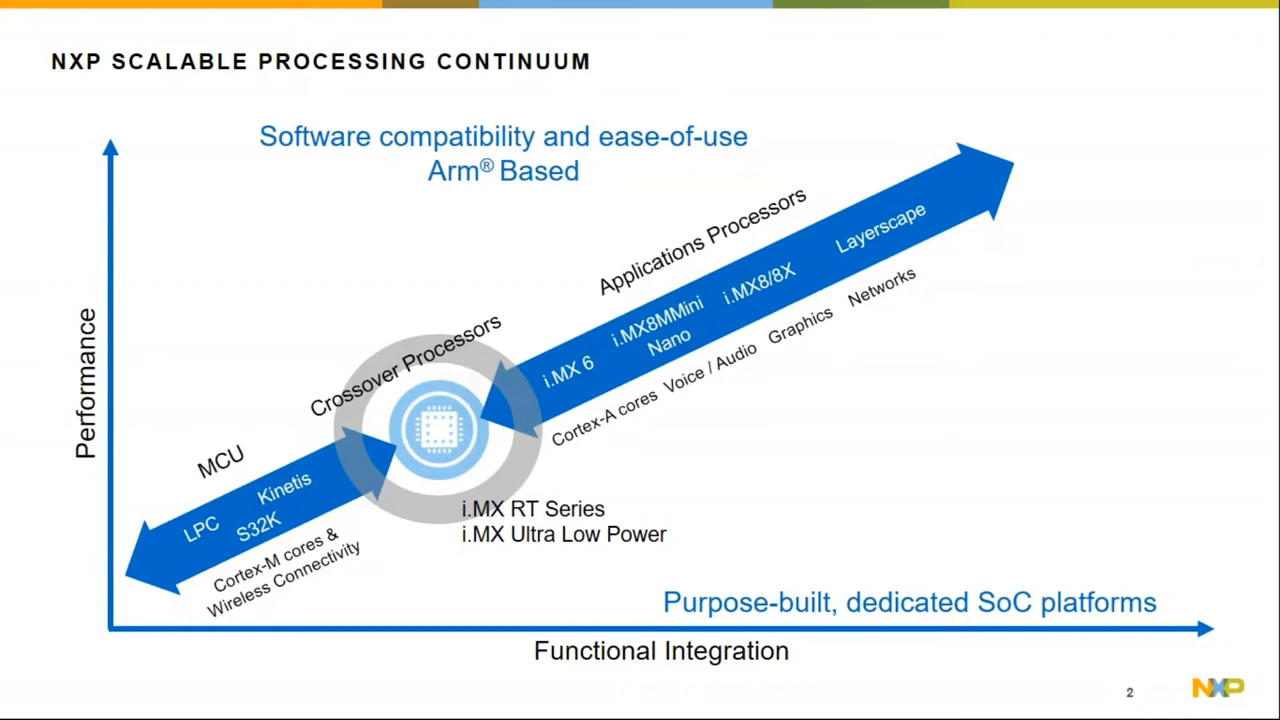 NXP SCALABLE PROCESSING CONTINUUM
Software compatibility and ease-of-use
Arm® Based
Performance
Applications Processors
Layerscape
i.MX8/8X
i.MX8MMini
Nano
i.MX 6
Networks
Graphics
Voice / Audio
Cortex-A cores
Crossover Processors
MCU
Kinetis
LPC
S32K
Cortex-M cores &
Wireless Connectivity
i.MX RT Series
i.MX Ultra Low Power
Purpose-built, dedicated SoC platforms
Functional Integration
2
NXP